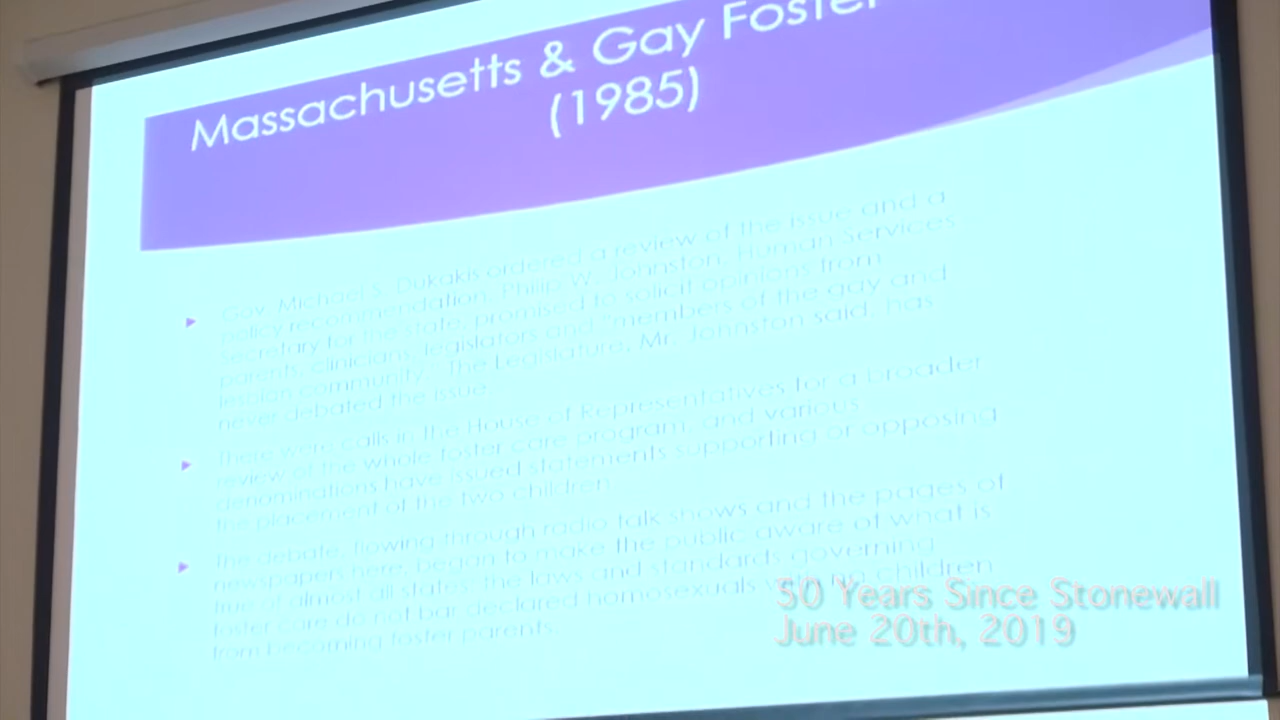 Massachusetts & Gay Foster
(1985)
Gov. Michael S. Dukakis ordered a review of the issue and a
policy recommendation. Philip W. Johnston, Human Services
secretary for the state, promised to solicit opinions from
parents, clinicians, legislators and "members of the gay and
lesbian community." The Legislature, Mr. Johnston said, has
never debated the issue.
There were calls in the House of Representatives for a broader
review of the whole foster care program, and various
denominations have issued statements supporting or opposing
the placement of the two children.
The debate, flowing through radio talk shows and the pages of
newspapers here, began to make the public aware of what is
true of almost all states: the laws and standards governing
foster care do not bar declared homosexuals with no children
from becoming foster parents.
50 Years Since Stonewall
June 20th, 2019